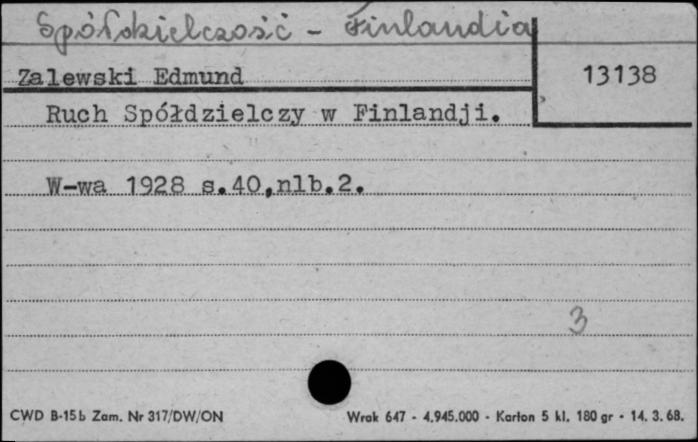 Spółdzielczość - Finlandia
Zalewski Edmund
13138
Ruch Spółdzielczy w Finlandji.
W-wa 1928 s.40,nlb.2.
3
CWD B-15b Zam. Nr 317/DW/ON
Wrak 647 - 4.945.000 - Karton 5 kl. 180 gr - 14. 3. 68.